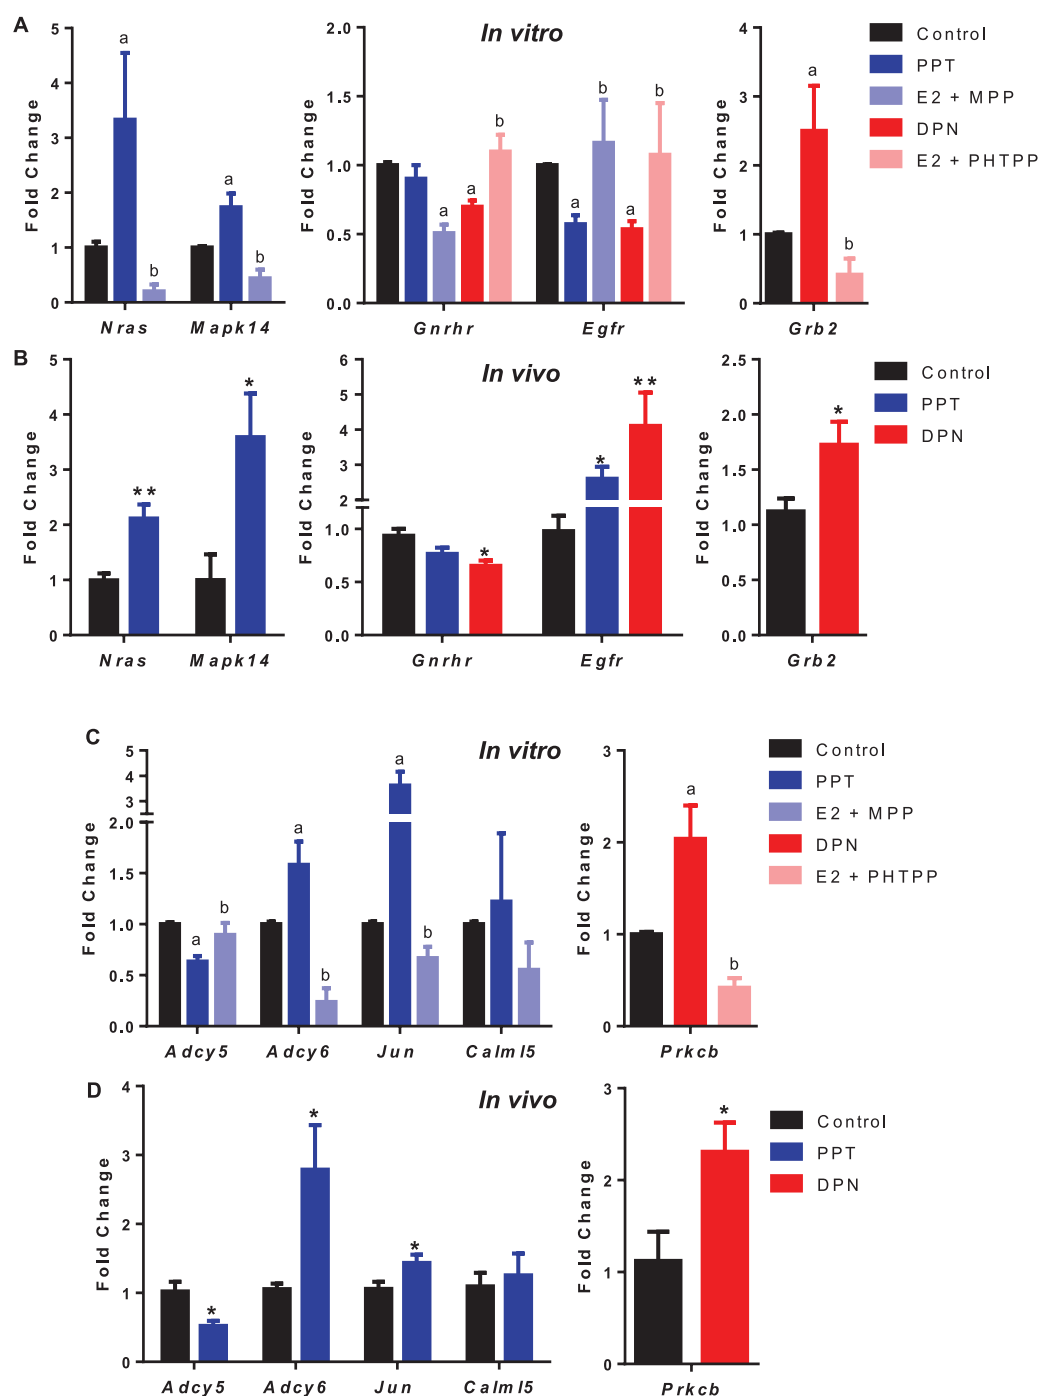 A
In vitro
Fold Change
5
4
3
2
1
0
a
b
a
b
Nras
Mapk14
Fold Change
2.0
1.5
1.0
0.5
0.0
a
a
b
a
b
a
b
Gnrhr
Egfr
Fold Change
4
3
2
1
0
a
b
Grb2
Control
PPT
E2 + MPP
DPN
E2 + PHTPP
B
In vivo
Fold Change
5
4
3
2
1
0
**
*
Nras
Mapk14
Fold Change
6
5
4
3
2
1.0
0.5
0.0
*
*
**
Gnrhr
Egfr
Fold Change
2.5
2.0
1.5
1.0
0.5
0.0
*
Grb2
Control
PPT
DPN
C
In vitro
Fold Change
5
4
3
2.0
1.5
1.0
0.5
0.0
a
b
a
b
a
b
Adcy5
Adcy6
Jun
Calml5
Fold Change
3
2
1
0
a
b
Prkcb
Control
PPT
E2 + MPP
DPN
E2 + PHTPP
D
In vivo
Fold Change
4
3
2
1
0
*
*
*
Adcy5
Adcy6
Jun
Calml5
Fold Change
3
2
1
0
*
Prkcb
Control
PPT
DPN